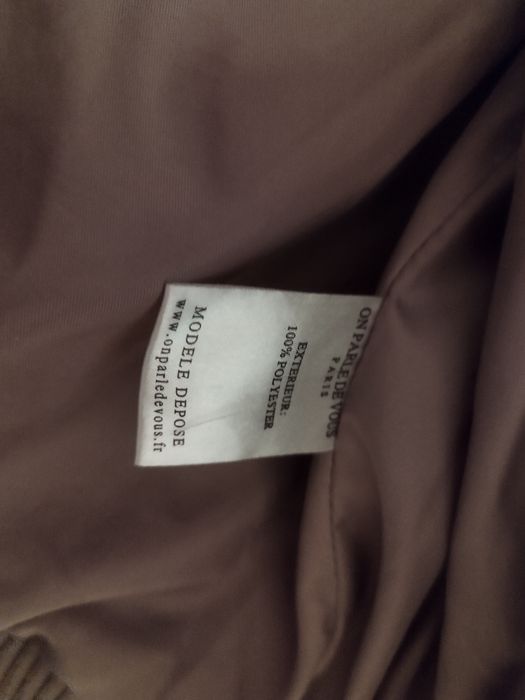 ON PARLE DE VOUS
PARIS
EXTERIEUR:
100% POLYESTER
MODELE DEPOSE
www.onparledevous.fr